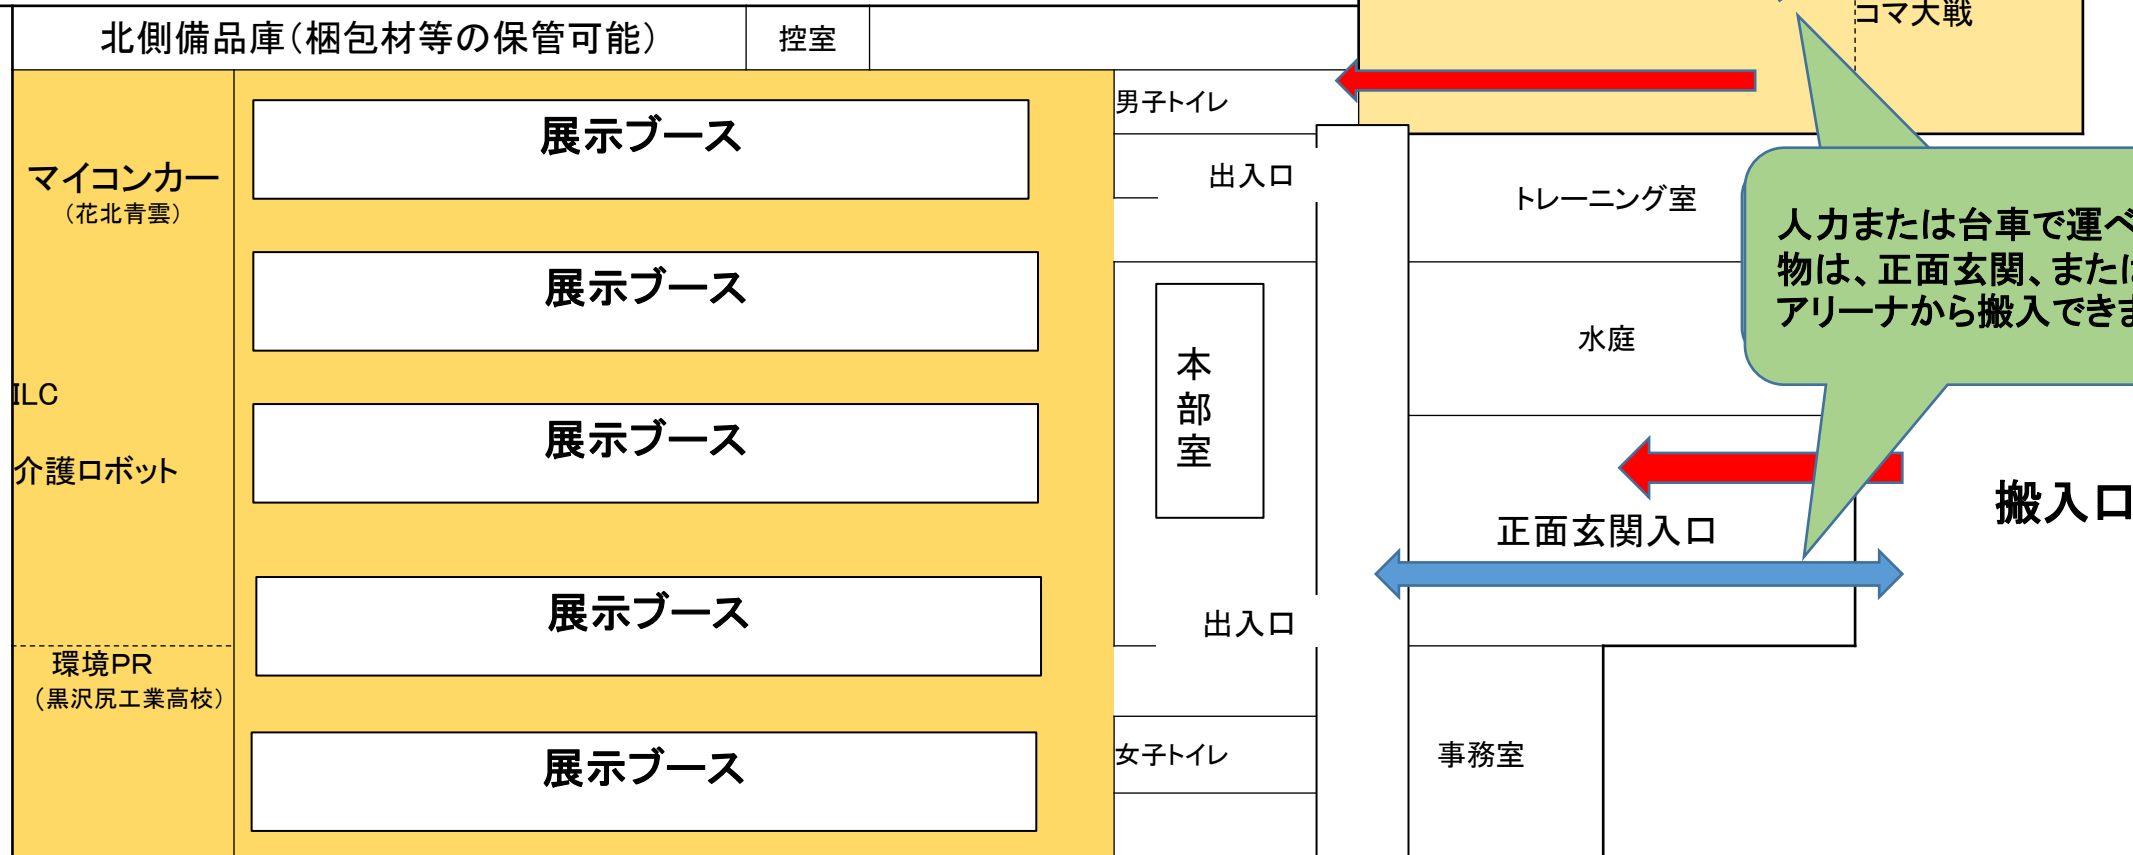 コマ大戦
北側備品庫(梱包材等の保管可能)
控室
男子トイレ
展示ブース
マイコンカー
(花北青雲)
出入口
トレーニング室
人力または台車で運べ
物は、正面玄関、または
アリーナから搬入できま
展示ブース
水庭
本
部
室
ILC
展示ブース
介護ロボット
搬入口
正面玄関入口
展示ブース
出入口
環境PR
(黒沢尻工業高校)
女子トイレ
事務室
展示ブース